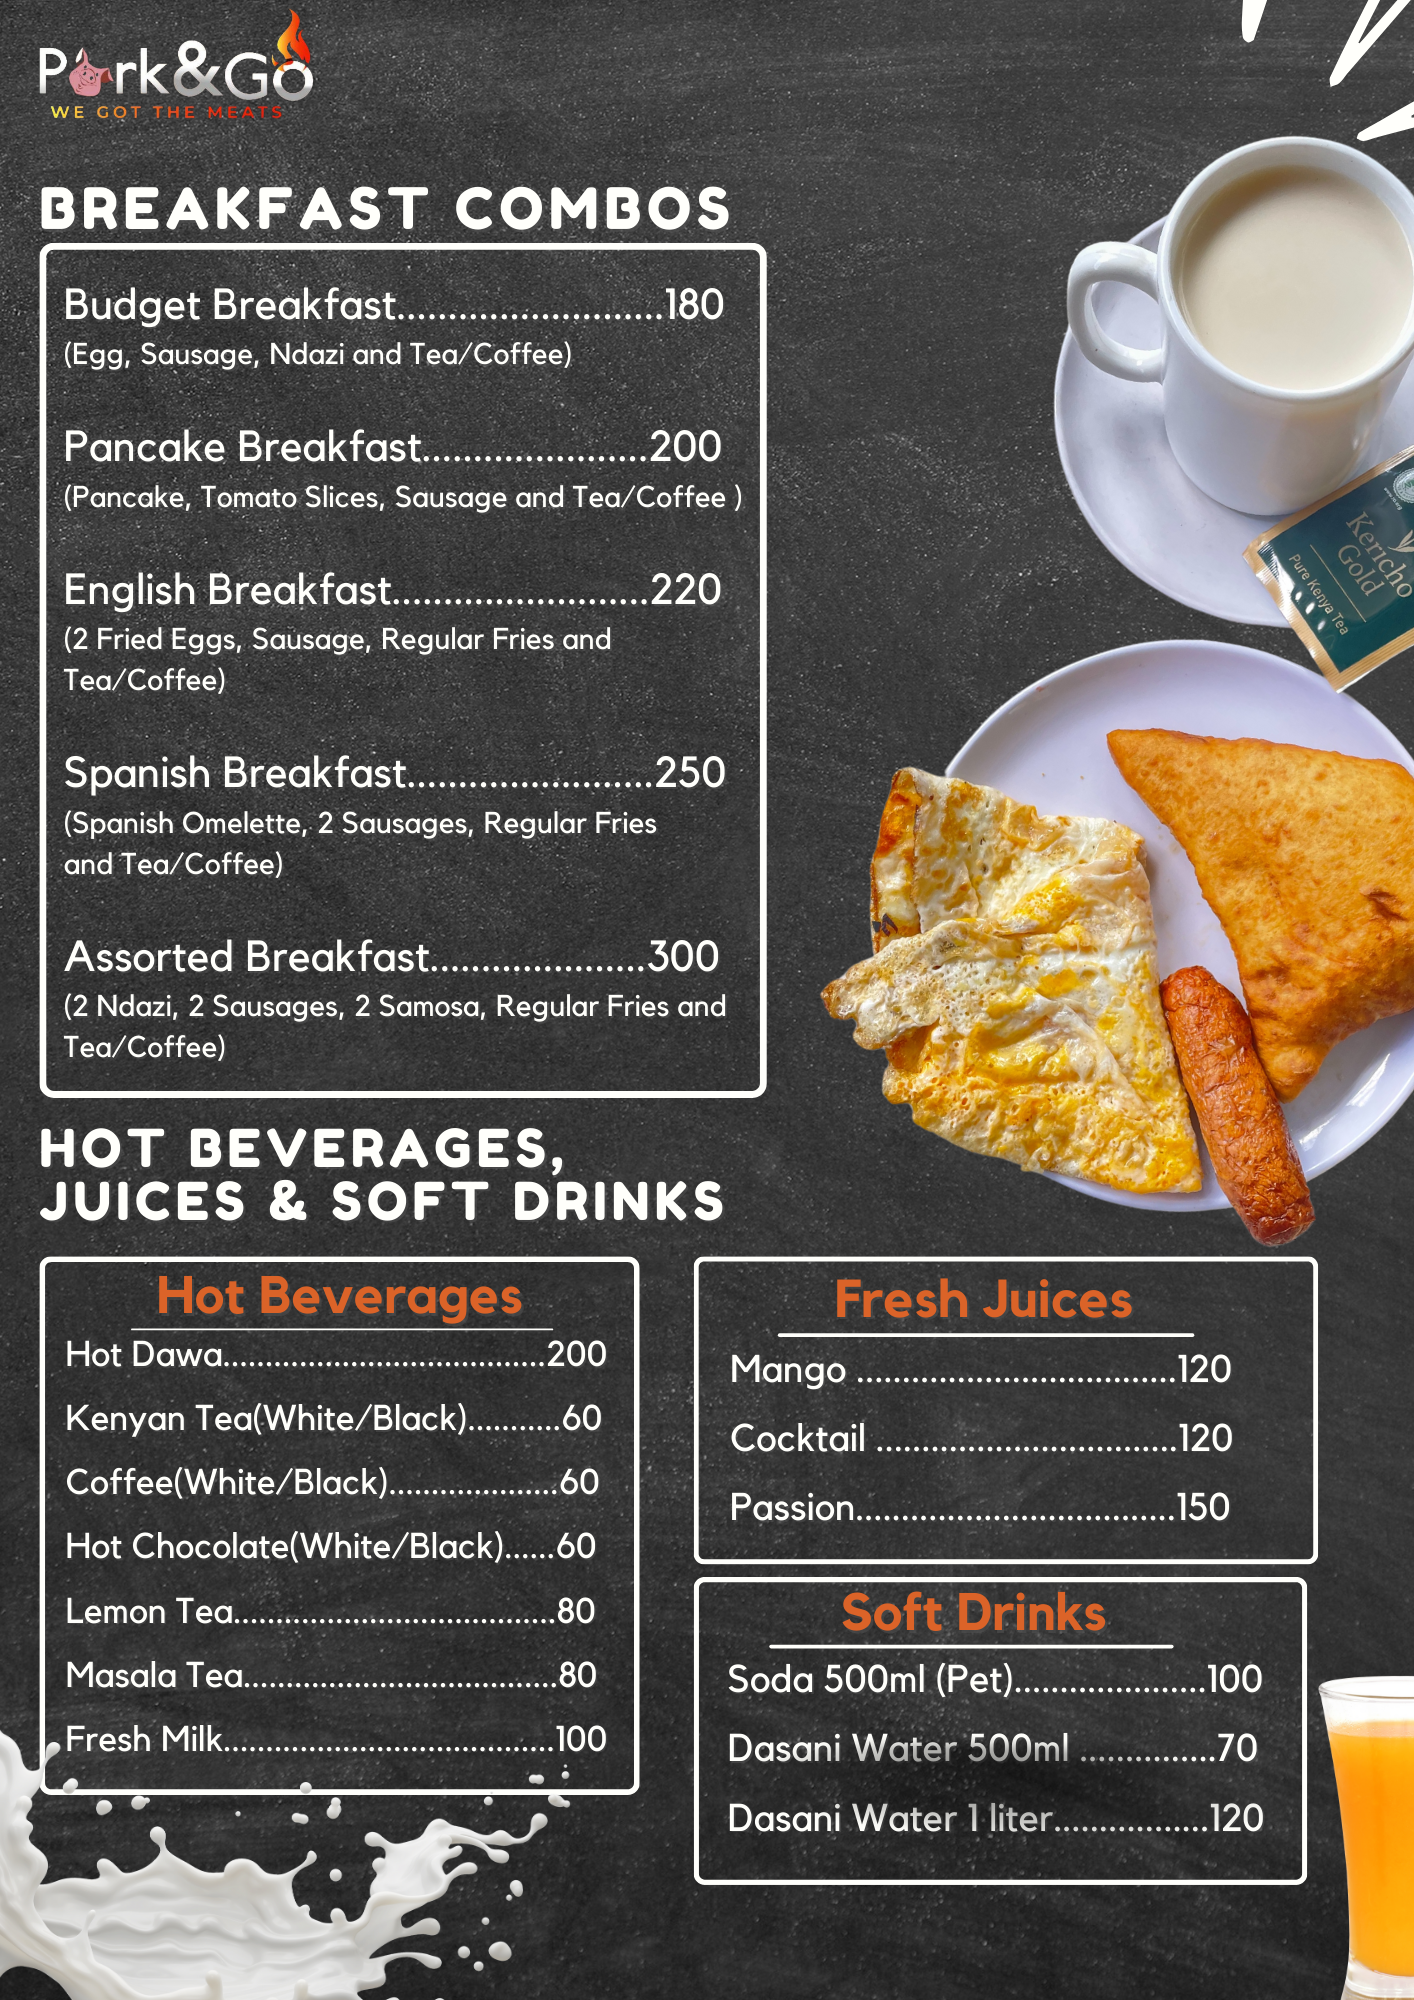 Pork&Go
WE GOT THE MEATS
BREAKFAST COMBOS
Budget Breakfast..........................180
(Egg, Sausage, Ndazi and Tea/Coffee)
Pancake Breakfast......................200
(Pancake, Tomato Slices, Sausage and Tea/Coffee )
English Breakfast.........................220
(2 Fried Eggs, Sausage, Regular Fries and
Tea/Coffee)
Spanish Breakfast........................250
(Spanish Omelette, 2 Sausages, Regular Fries
and Tea/Coffee)
Assorted Breakfast.....................300
(2 Ndazi, 2 Sausages, 2 Samosa, Regular Fries and
Tea/Coffee)
Kericho
Gold
Pure Kenya Tea
HOT BEVERAGES,
JUICES & SOFT DRINKS
Hot Beverages
Hot Dawa......................................200
Kenyan Tea(White/Black)...........60
Coffee(White/Black)....................60
Hot Chocolate(White/Black)......60
Lemon Tea......................................80
Masala Tea.....................................80
Fresh Milk.......................................100
Fresh Juices
Mango ...................................120
Cocktail .................................120
Passion...................................150
Soft Drinks
Soda 500ml (Pet).....................100
Dasani Water 500ml ...............70
Dasani Water 1 liter.................120